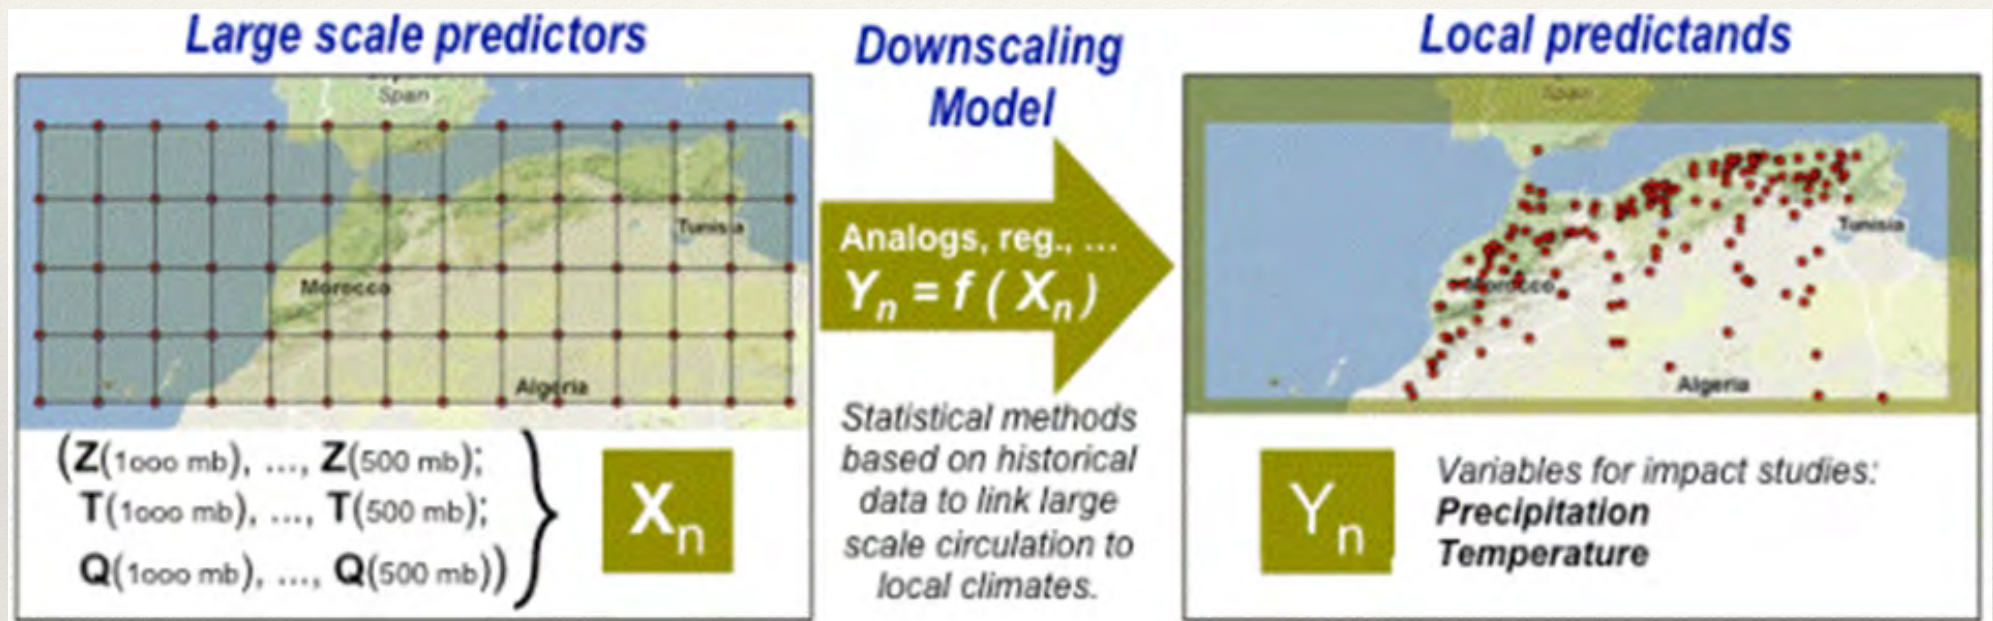 Large scale predictors
Spain
Tunisia
Morocco
Algeria
(Z(1000 mb), ..., Z(500 mb);
T(1000 mb), ..., T(500 mb);
Q(1000 mb), ..., Q(500 mb))
Xn
Downscaling
Model
Analogs, reg., ...
Yn = f ( Xn )
Statistical methods
based on historical
data to link large
scale circulation to
local climates.
Local predictands
Spain
Tunisia
Morocco
Algeria
Yn
Variables for impact studies:
Precipitation
Temperature